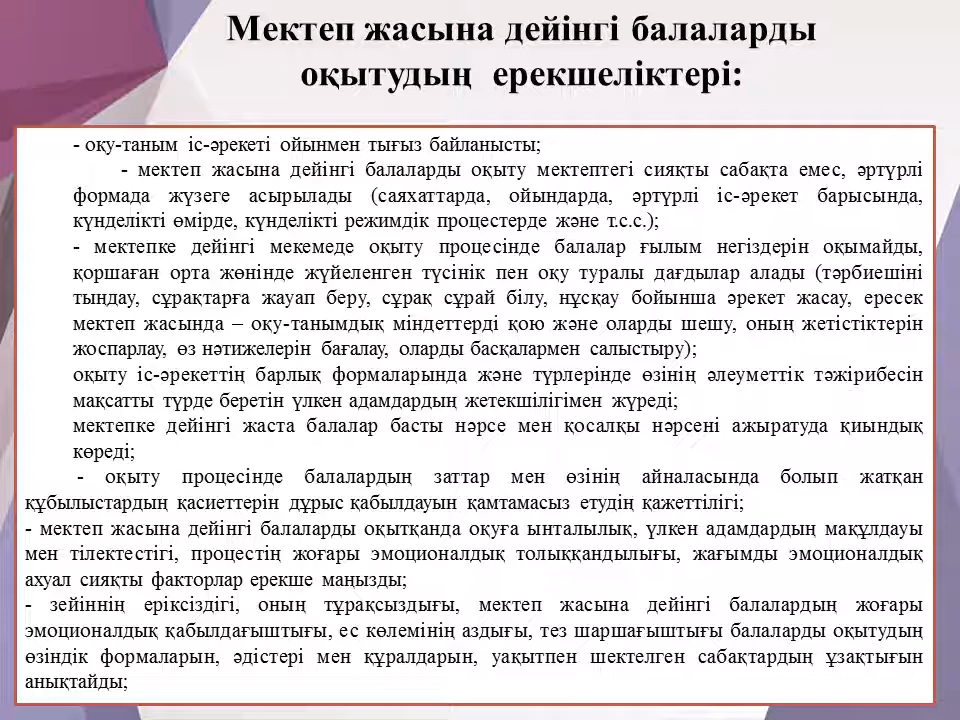 Мектеп жасына дейінгі балаларды
оқытудың ерекшеліктері:
- оқу-таным іс-әрекеті ойынмен тығыз байланысты;
- мектеп жасына дейінгі балаларды оқыту мектептегі сияқты сабақта емес, әртүрлі
формада жүзеге асырылады (саяхаттарда, ойындарда, әртүрлі іс-әрекет барысында,
күнделікті өмірде, күнделікті режимдік процестерде және т.с.с.);
- мектепке дейінгі мекемеде оқыту процесінде балалар ғылым негіздерін оқымайды,
қоршаған орта жөнінде жүйеленген түсінік пен оқу туралы дағдылар алады (тәрбиешіні
тыңдау, сұрақтарға жауап беру, сұрақ сұрай білу, нұсқау бойынша әрекет жасау, ересек
мектеп жасында – оқу-танымдық міндеттерді қою және оларды шешу, оның жетістіктерін
жоспарлау, өз нәтижелерін бағалау, оларды басқалармен салыстыру);
оқыту іс-әрекеттің барлық формаларында және түрлерінде өзінің әлеуметтік тәжірибесін
мақсатты түрде беретін үлкен адамдардың жетекшілігімен жүреді;
мектепке дейінгі жаста балалар басты нәрсе мен қосалқы нәрсені ажыратуда қиындық
көреді;
- оқыту процесінде балалардың заттар мен өзінің айналасында болып жатқан
құбылыстардың қасиеттерін дұрыс қабылдауын қамтамасыз етудің қажеттілігі;
- мектеп жасына дейінгі балаларды оқытқанда оқуға ынталылық, үлкен адамдардың мақұлдауы
мен тілектестігі, процестің жоғары эмоционалдық толыққандылығы, жағымды эмоционалдық
ахуал сияқты факторлар ерекше маңызды;
- зейіннің еріксіздігі, оның тұрақсыздығы, мектеп жасына дейінгі балалардың жоғары
эмоционалдық қабылдағыштығы, ес көлемінің аздығы, тез шаршағыштығы балаларды оқытудың
өзіндік формаларын, әдістері мен құралдарын, уақытпен шектелген сабақтардың ұзақтығын
анықтайды;